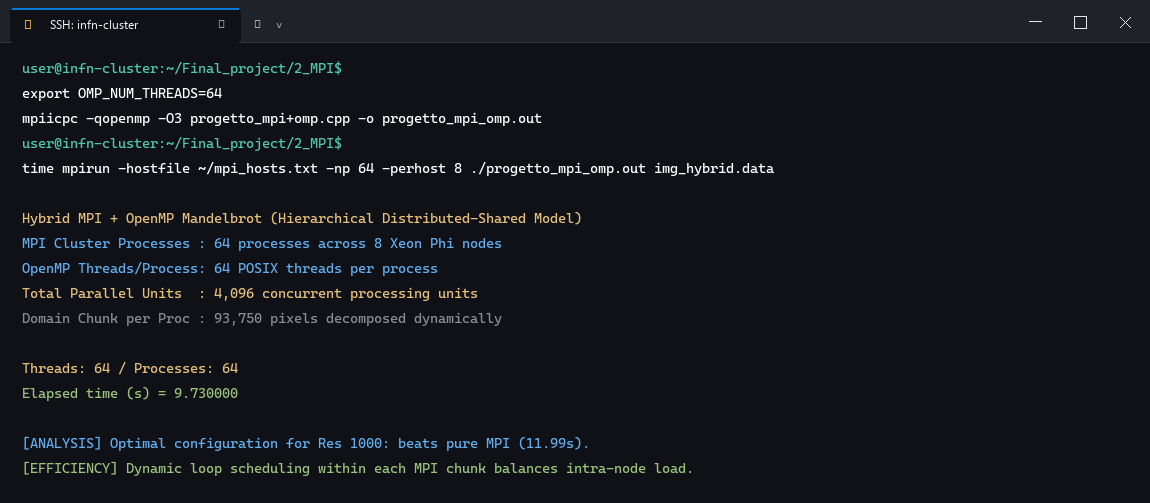 SSH: infn-cluster
user@infn-cluster:~/Final_project/2_MPI$
export OMP_NUM_THREADS=64
mpiicpc -qopenmp -O3 progetto_mpi+omp.cpp -o progetto_mpi_omp.out
user@infn-cluster:~/Final_project/2_MPI$
time mpirun -hostfile ~/mpi_hosts.txt -np 64 -perhost 8 ./progetto_mpi_omp.out img_hybrid.data
Hybrid MPI + OpenMP Mandelbrot (Hierarchical Distributed-Shared Model)
MPI Cluster Processes : 64 processes across 8 Xeon Phi nodes
OpenMP Threads/Process: 64 POSIX threads per process
Total Parallel Units  : 4,096 concurrent processing units
Domain Chunk per Proc : 93,750 pixels decomposed dynamically
Threads: 64 / Processes: 64
Elapsed time (s) = 9.730000
[ANALYSIS] Optimal configuration for Res 1000: beats pure MPI (11.99s).
[EFFICIENCY] Dynamic loop scheduling within each MPI chunk balances intra-node load.